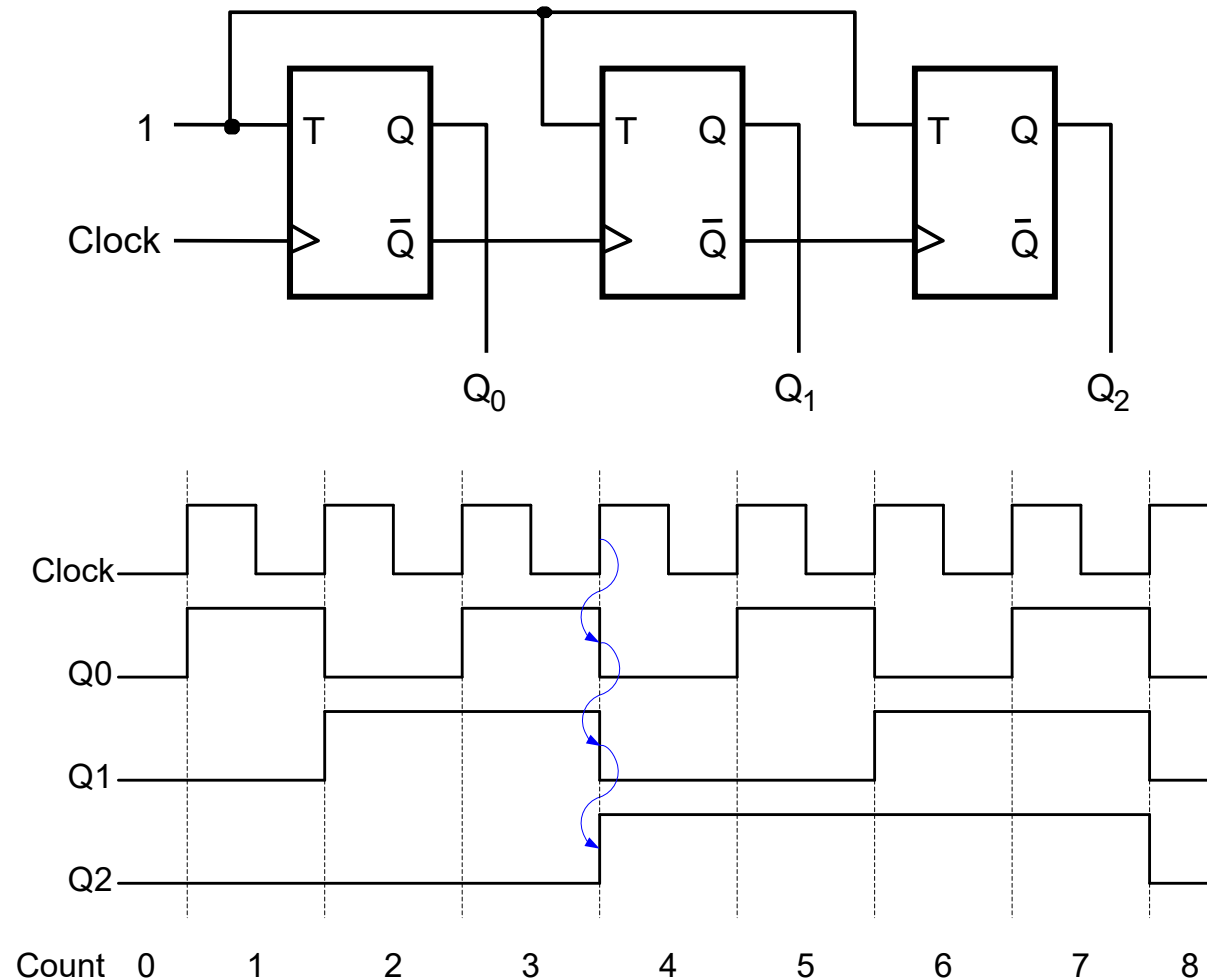 1 T Q T Q T Q
Clock Q̅ Q̅ Q̅
Q0 Q1 Q2
Clock
Q0
Q1
Q2
Count 0 1 2 3 4 5 6 7 8